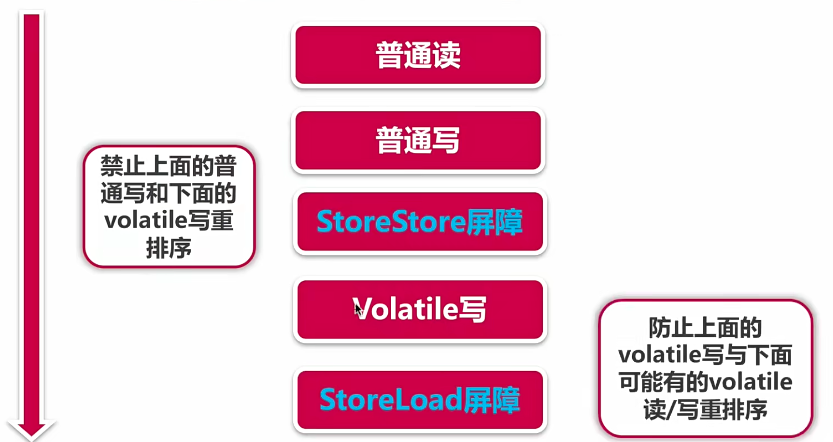 普通读
普通写
禁止上面的普
通写和下面的
volatile写重
排序
StoreStore屏障
Volatile写
防止上面的
volatile写与下面
可能有的volatile
读/写重排序
StoreLoad屏障